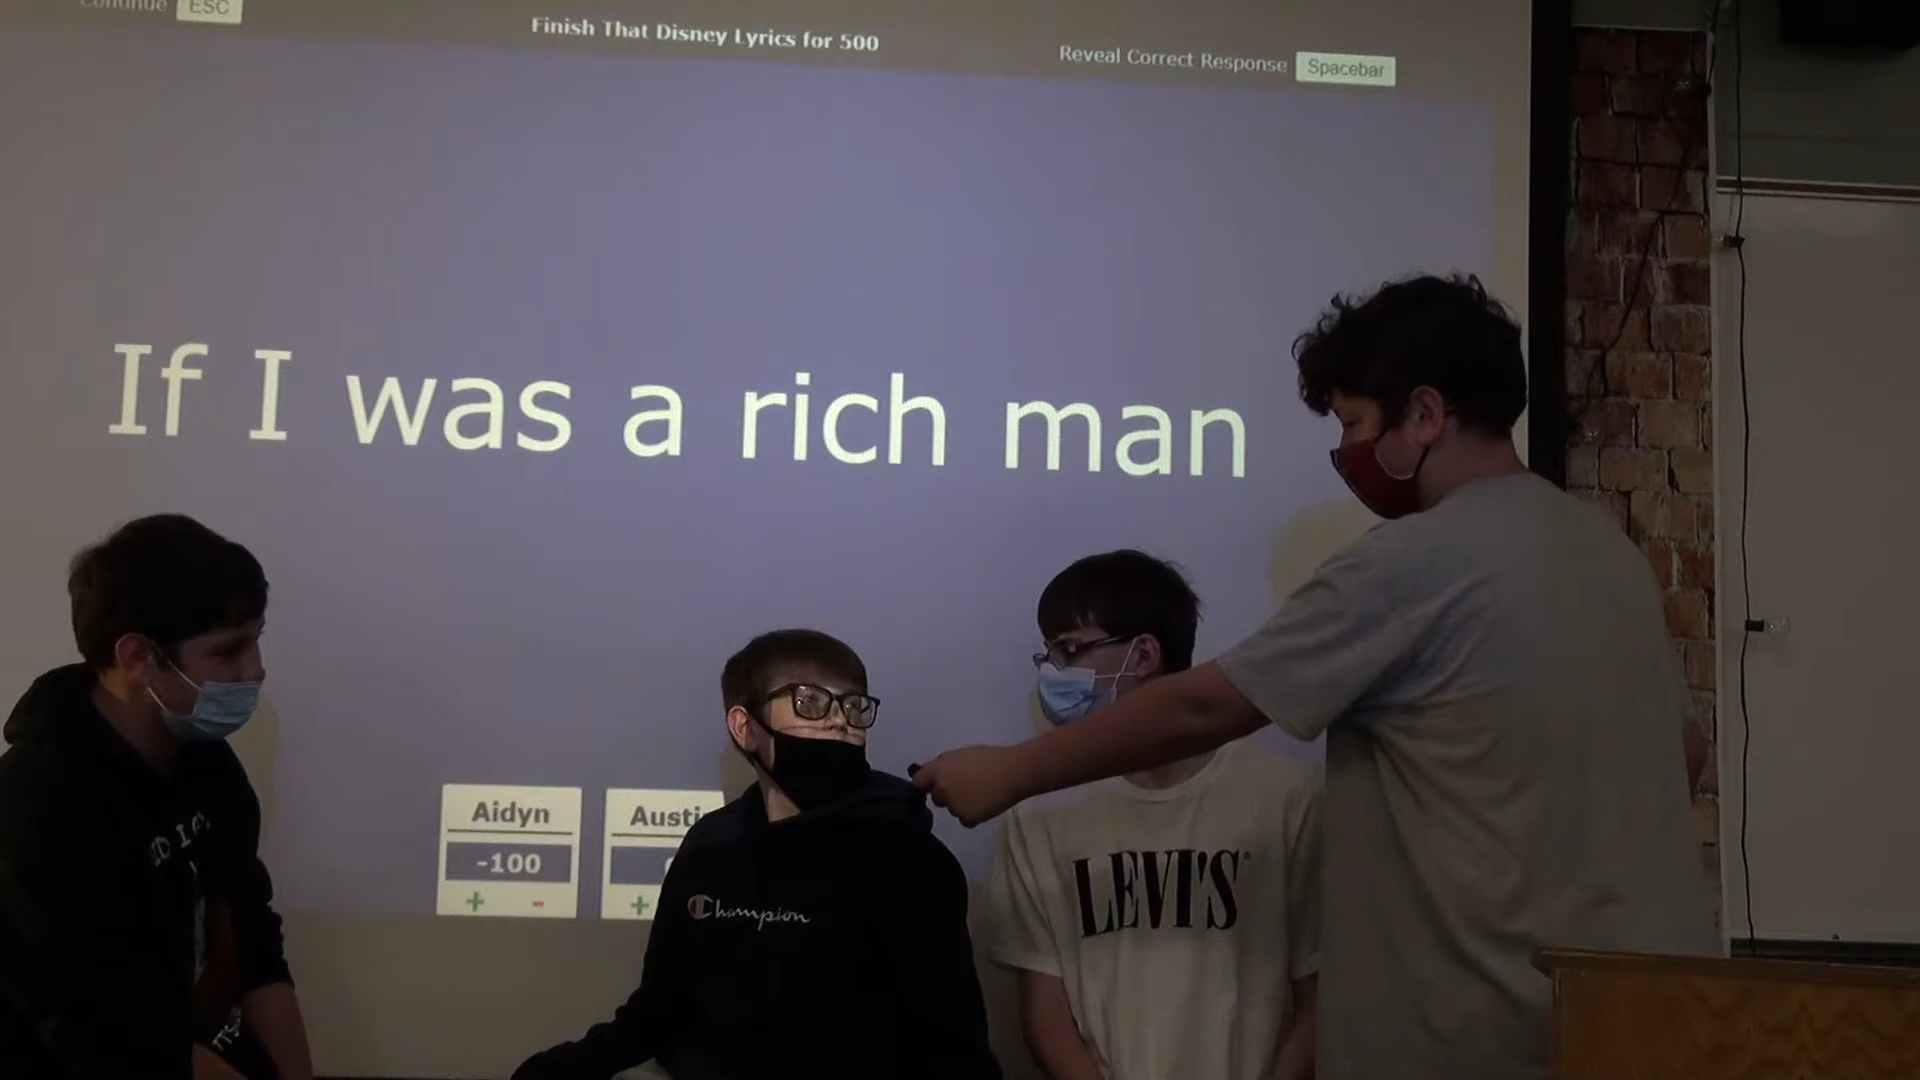 Continue ESC
Finish That Disney Lyrics for 500
Reveal Correct Response Spacebar
If I was a rich man
Aidyn
-100
+ -
+
Champion
LEVI'S